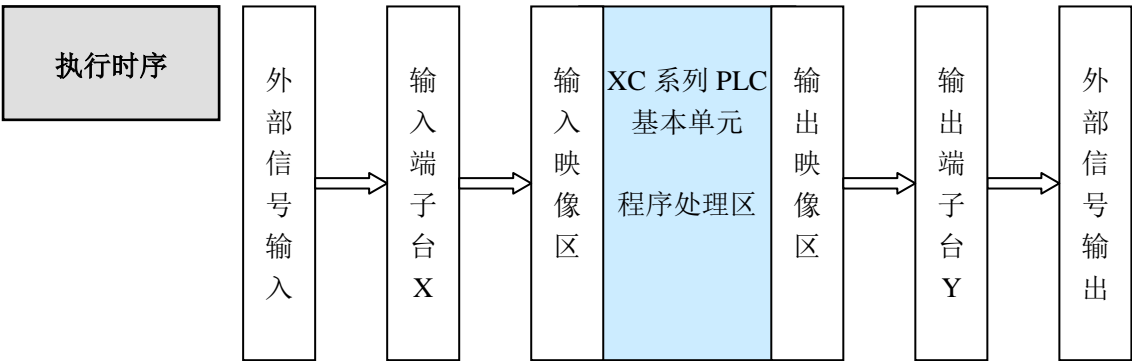 执行时序
外部信号输入
输入端子台X
输入映像区
XC 系列 PLC
基本单元
程序处理区
输出映像区
输出端子台Y
外部信号输出